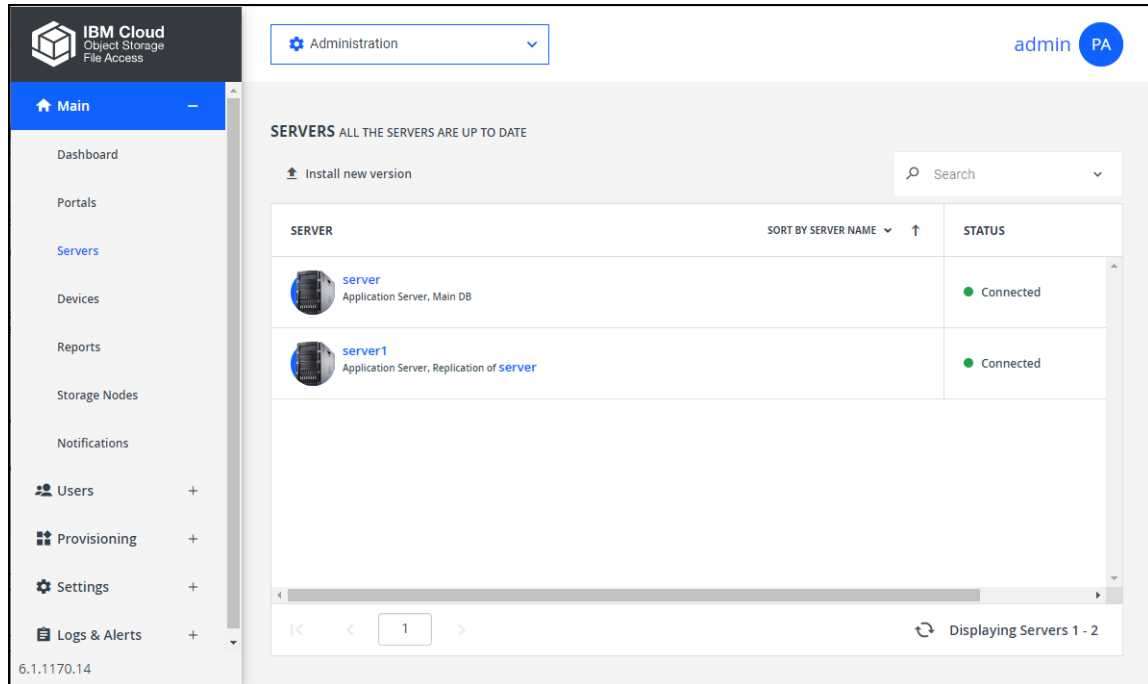 IBM Cloud
Object Storage
File Access
Administration
admin PA
Main
Dashboard
Portals
Servers
Devices
Reports
Storage Nodes
Notifications
Users
Provisioning
Settings
Logs & Alerts
6.1.1170.14
SERVERS ALL THE SERVERS ARE UP TO DATE
Install new version
Search
SERVER SORT BY SERVER NAME STATUS
server
Application Server, Main DB
Connected
server1
Application Server, Replication of server
Connected
1
Displaying Servers 1 - 2